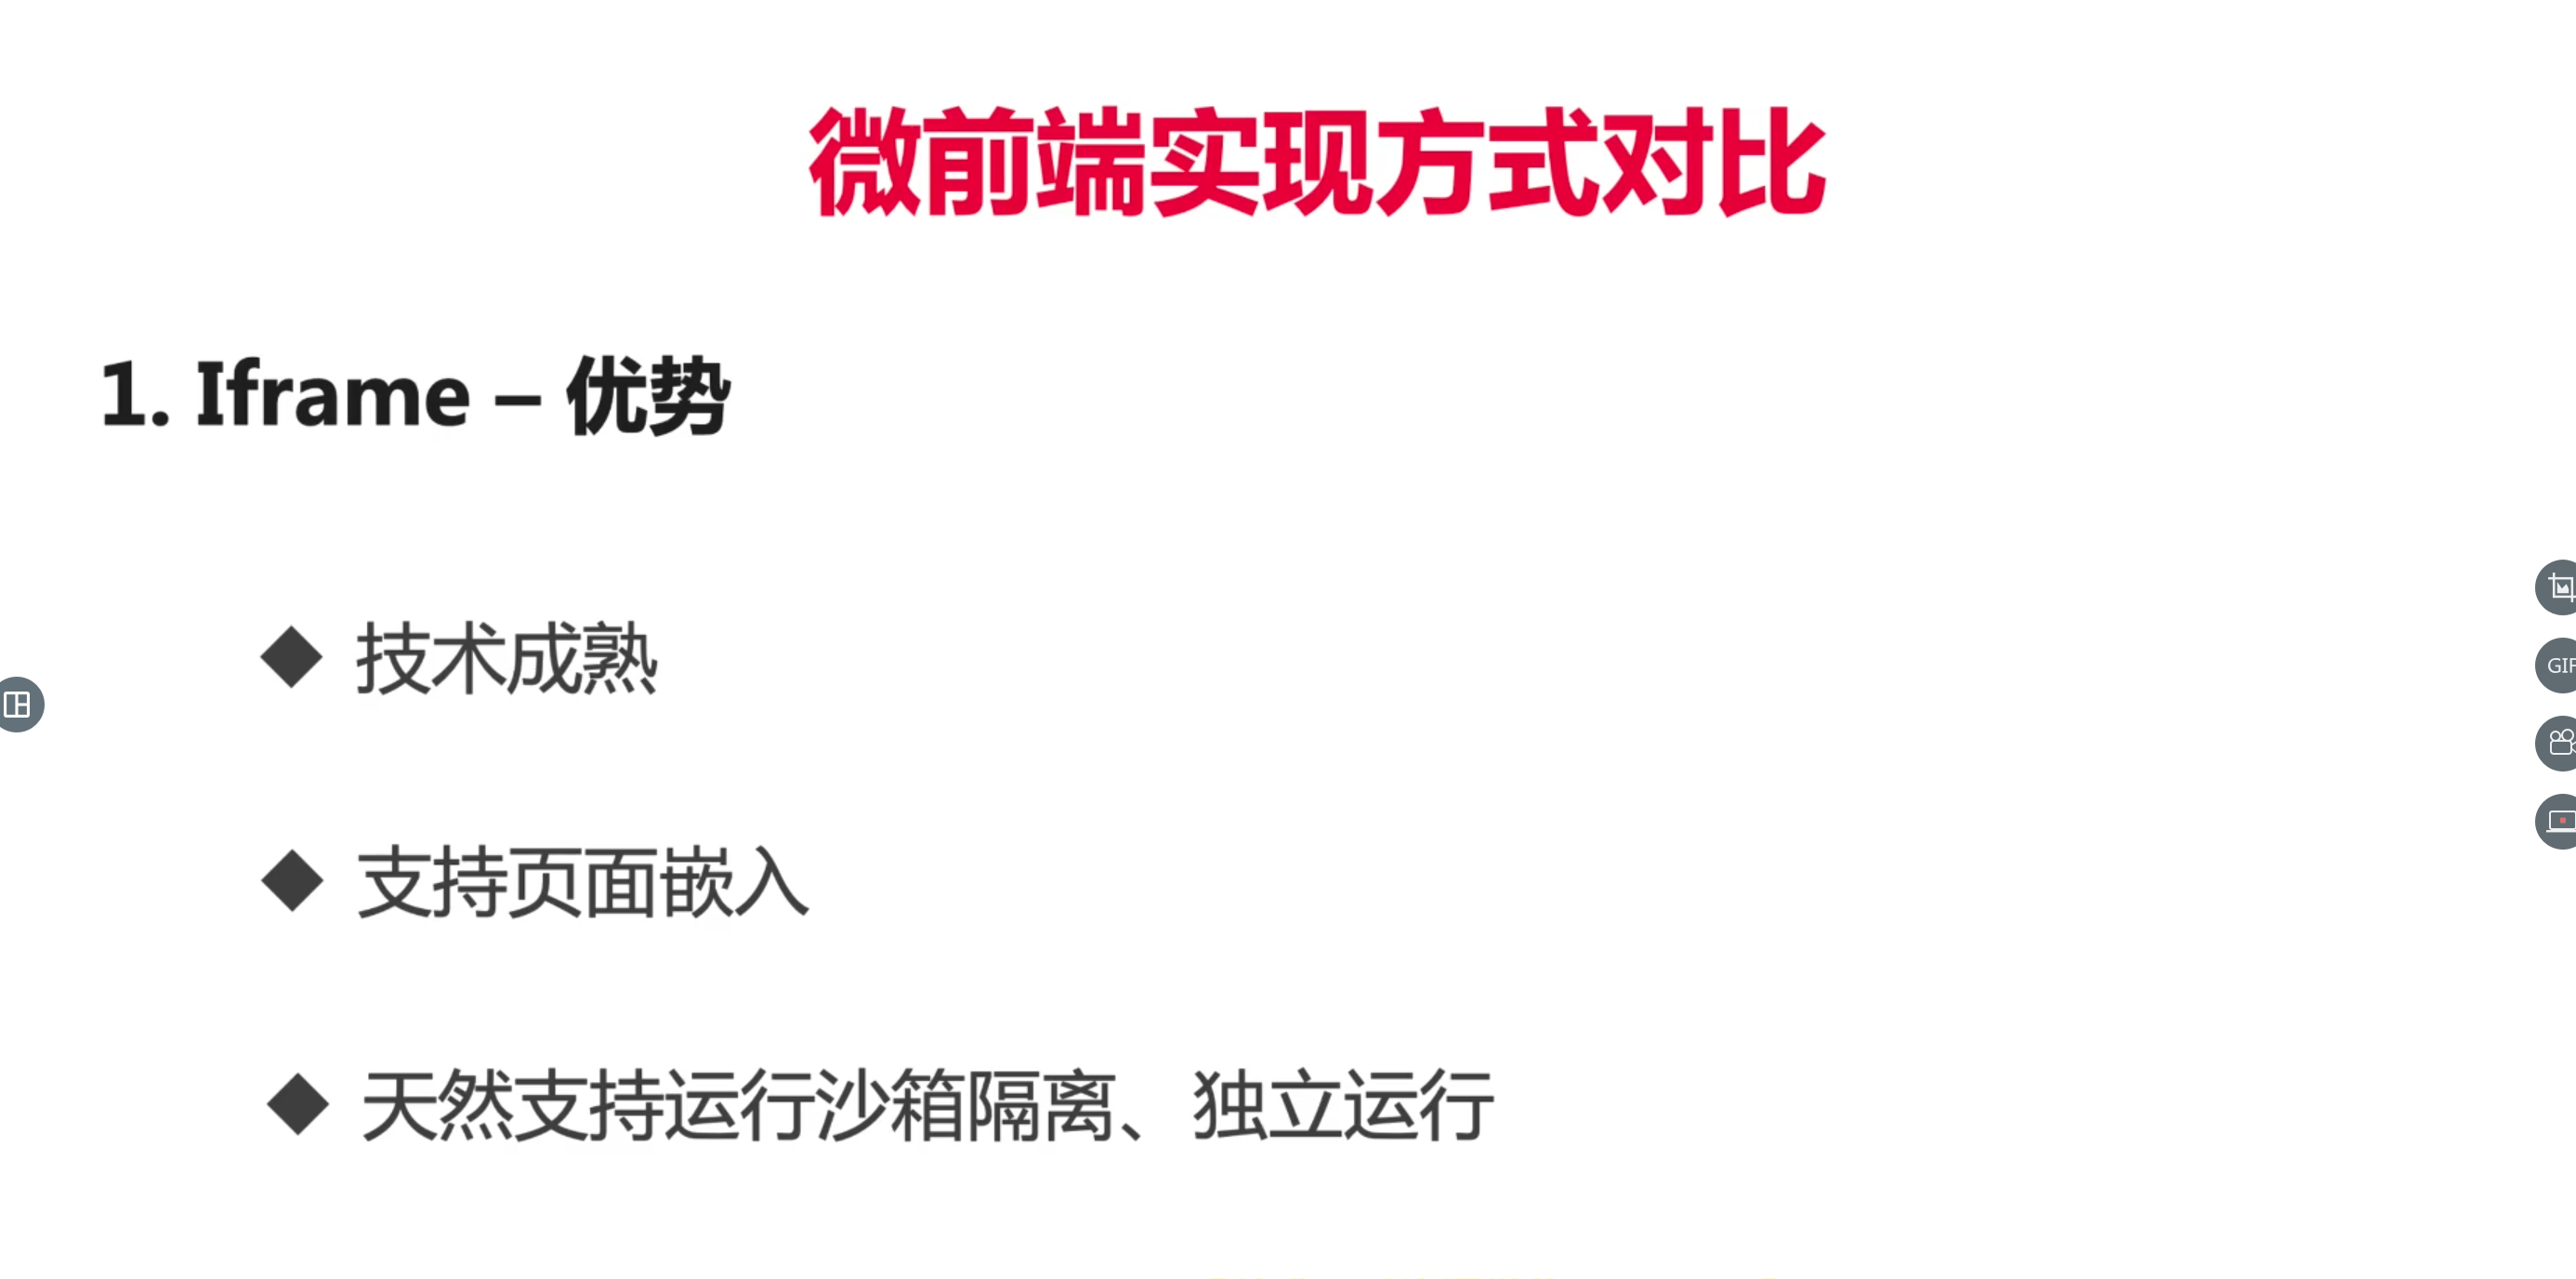 微前端实现方式对比
1. Iframe – 优势
◆ 技术成熟
◆ 支持页面嵌入
◆ 天然支持运行沙箱隔离、独立运行